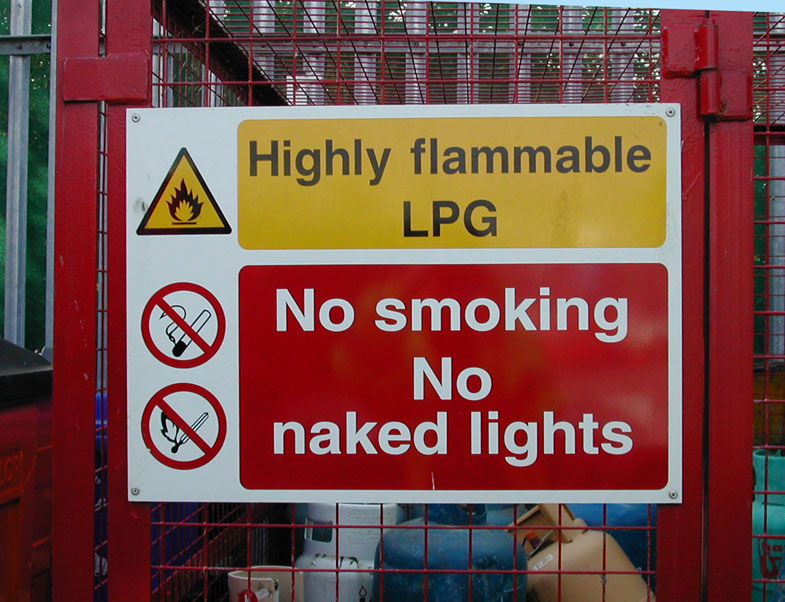 Highly flammable
LPG
No smoking
No
naked lights